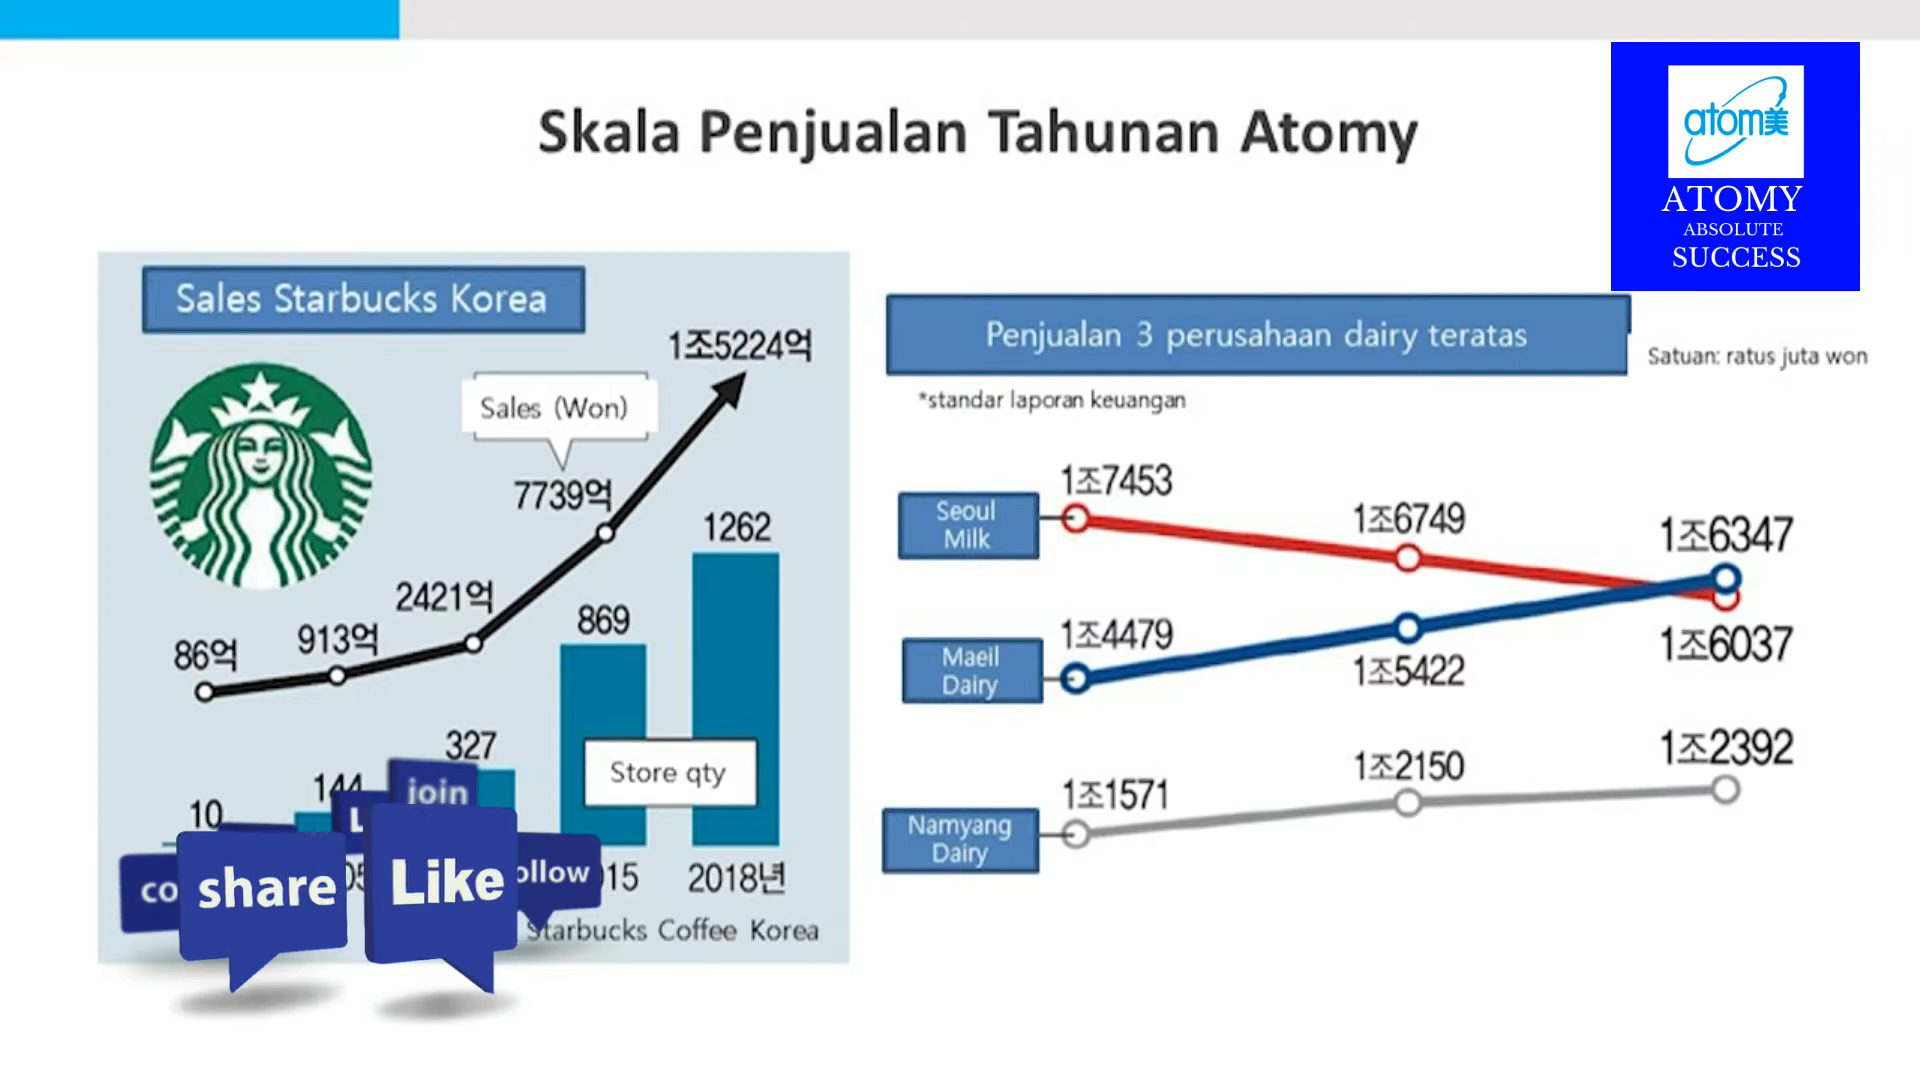 Skala Penjualan Tahunan Atomy
atom美
ATOMY
ABSOLUTE
SUCCESS
Sales Starbucks Korea
1조5224억
Sales (Won)
7739억
2421억
913억
86억
1262
869
327
144
10
Store qty
2018년
Starbucks Coffee Korea
join
share
Like
Penjualan 3 perusahaan dairy teratas
Satuan: ratus juta won
*standar laporan keuangan
Seoul
Milk
1조7453
1조6749
1조6347
Maeil
Dairy
1조4479
1조5422
1조6037
Namyang
Dairy
1조1571
1조2150
1조2392